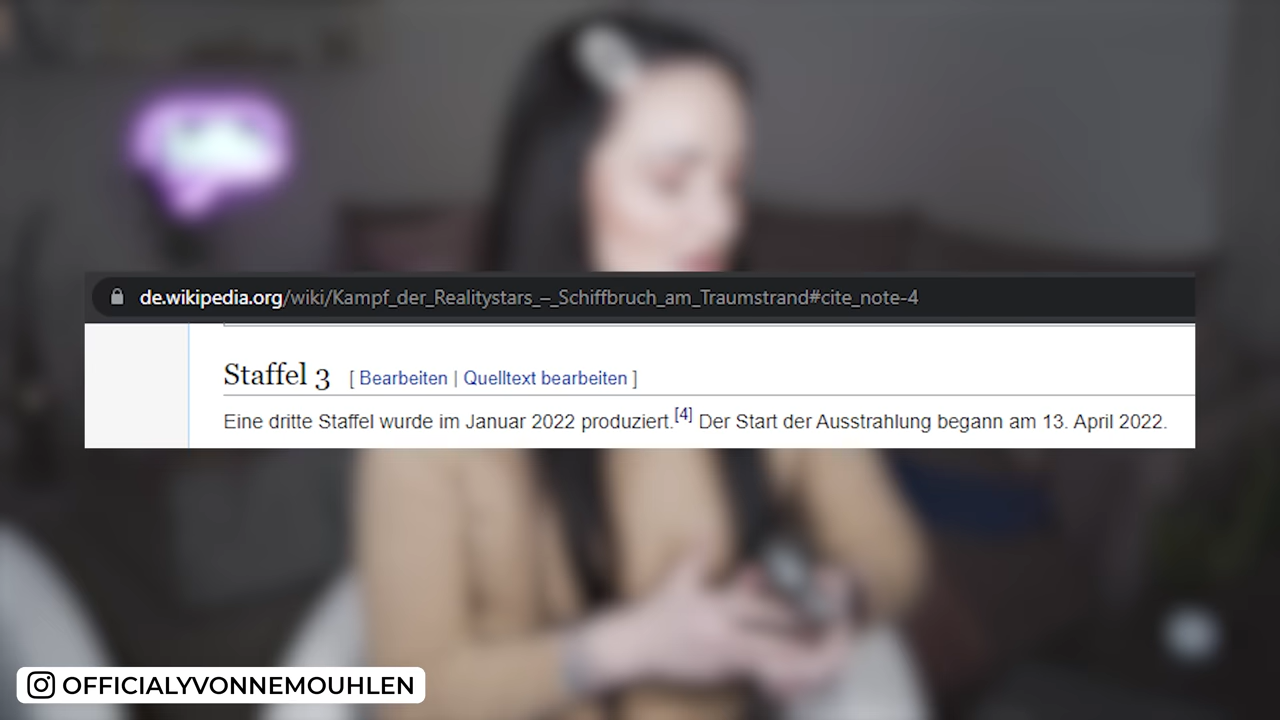 de.wikipedia.org/wiki/Kampf_der_Realitystars_–_Schiffbruch_am_Traumstrand#cite_note-4
Staffel 3 [ Bearbeiten | Quelltext bearbeiten ]
Eine dritte Staffel wurde im Januar 2022 produziert.[4] Der Start der Ausstrahlung begann am 13. April 2022.
OFFICIALYVONNEMOUHLEN